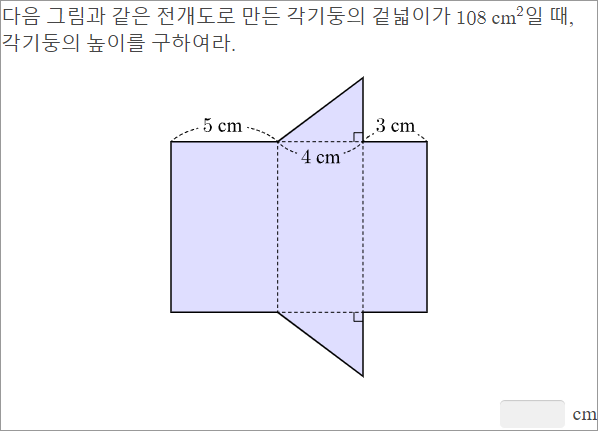 다음 그림과 같은 전개도로 만든 각기둥의 겉넓이가 108 cm²일 때,
각기둥의 높이를 구하여라.
5 cm
3 cm
4 cm
cm